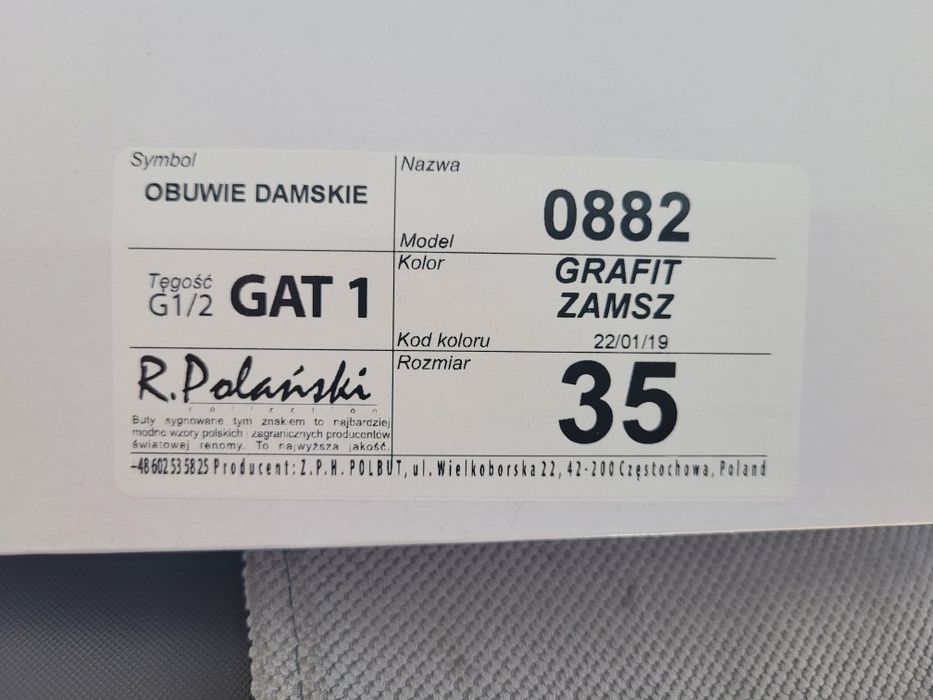 Symbol
OBUWIE DAMSKIE
Nazwa
0882
Model
Tęgość
G1/2 GAT 1
Kolor
GRAFIT
ZAMSZ
Kod koloru 22/01/19
R.Polański
collection
Buty sygnowane tym znakiem to najbardziej
modne wzory polskich i zagranicznych producentów
światowej renomy. To najwyższa jakość.
Rozmiar
35
+48 602 53 58 25 Producent: Z.P.H. POLBUT, ul. Wielkoborska 22, 42-200 Częstochowa, Poland